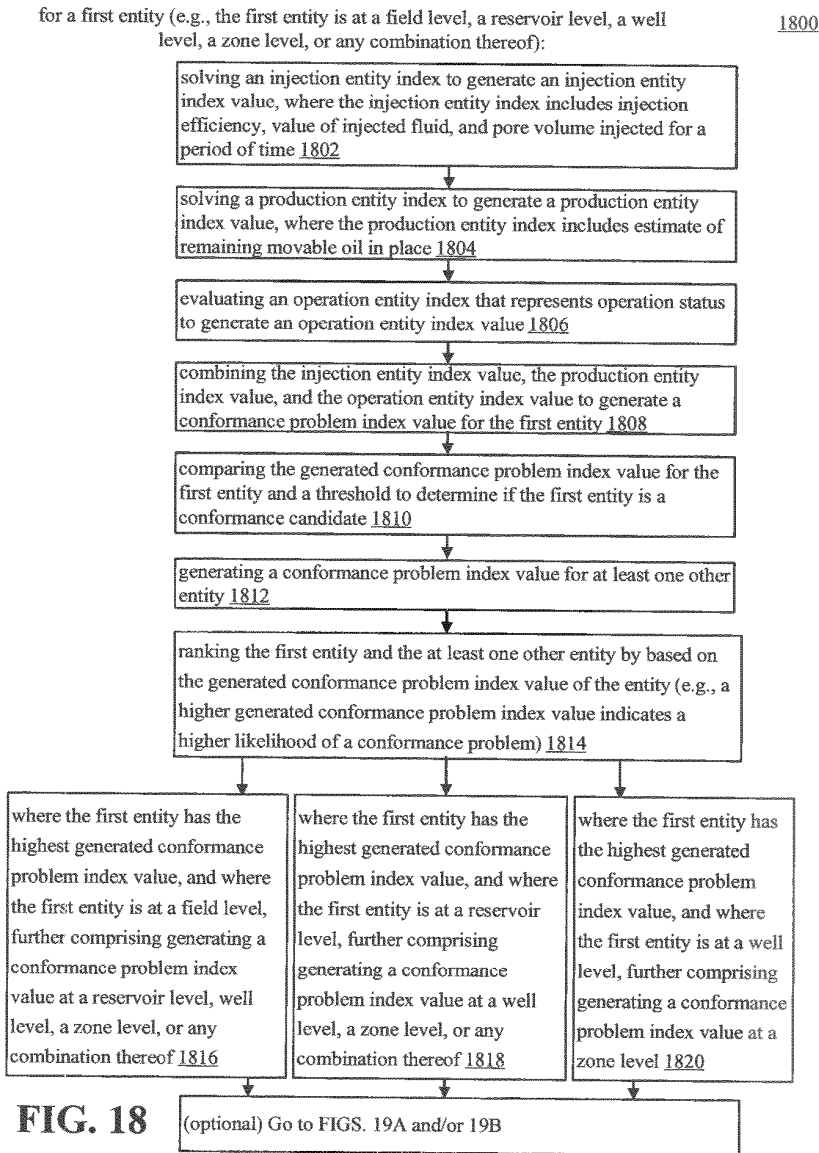 for a first entity (e.g., the first entity is at a field level, a reservoir level, a well
level, a zone level, or any combination thereof):
1800
solving an injection entity index to generate an injection entity
index value, where the injection entity index includes injection
efficiency, value of injected fluid, and pore volume injected for a
period of time 1802
solving a production entity index to generate a production entity
index value, where the production entity index includes estimate of
remaining movable oil in place 1804
evaluating an operation entity index that represents operation status
to generate an operation entity index value 1806
combining the injection entity index value, the production entity
index value, and the operation entity index value to generate a
conformance problem index value for the first entity 1808
comparing the generated conformance problem index value for the
first entity and a threshold to determine if the first entity is a
conformance candidate 1810
generating a conformance problem index value for at least one other
entity 1812
ranking the first entity and the at least one other entity by based on
the generated conformance problem index value of the entity (e.g., a
higher generated conformance problem index value indicates a
higher likelihood of a conformance problem) 1814
where the first entity has the
highest generated conformance
problem index value, and where
the first entity is at a field level,
further comprising generating a
conformance problem index
value at a reservoir level, well
level, a zone level, or any
combination thereof 1816
where the first entity has the
highest generated conformance
problem index value, and where
the first entity is at a reservoir
level, further comprising
generating a conformance
problem index value at a well
level, a zone level, or any
combination thereof 1818
where the first entity has
the highest generated
conformance problem
index value, and where
the first entity is at a well
level, further comprising
generating a conformance
problem index value at a
zone level 1820
FIG. 18
(optional) Go to FIGS. 19A and/or 19B